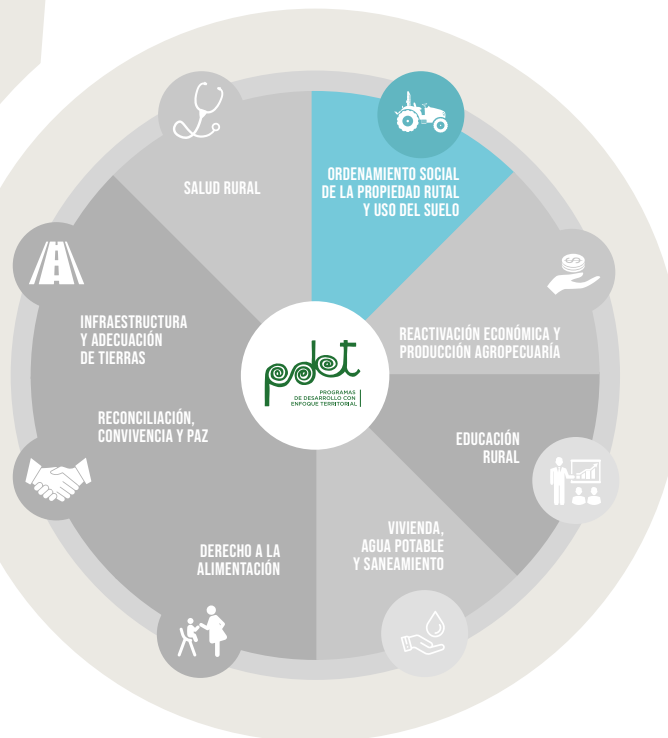 SALUD RURAL
ORDENAMIENTO SOCIAL
DE LA PROPIEDAD RUTAL
Y USO DEL SUELO
INFRAESTRUCTURA
Y ADECUACIÓN
DE TIERRAS
REACTIVACIÓN ECONÓMICA Y
PRODUCCIÓN AGROPECUARÍA
pdet
PROGRAMAS
DE DESARROLLO CON
ENFOQUE TERRITORIAL
RECONCILIACIÓN,
CONVIVENCIA Y PAZ
EDUCACIÓN
RURAL
DERECHO A LA
ALIMENTACIÓN
VIVIENDA,
AGUA POTABLE
Y SANEAMIENTO